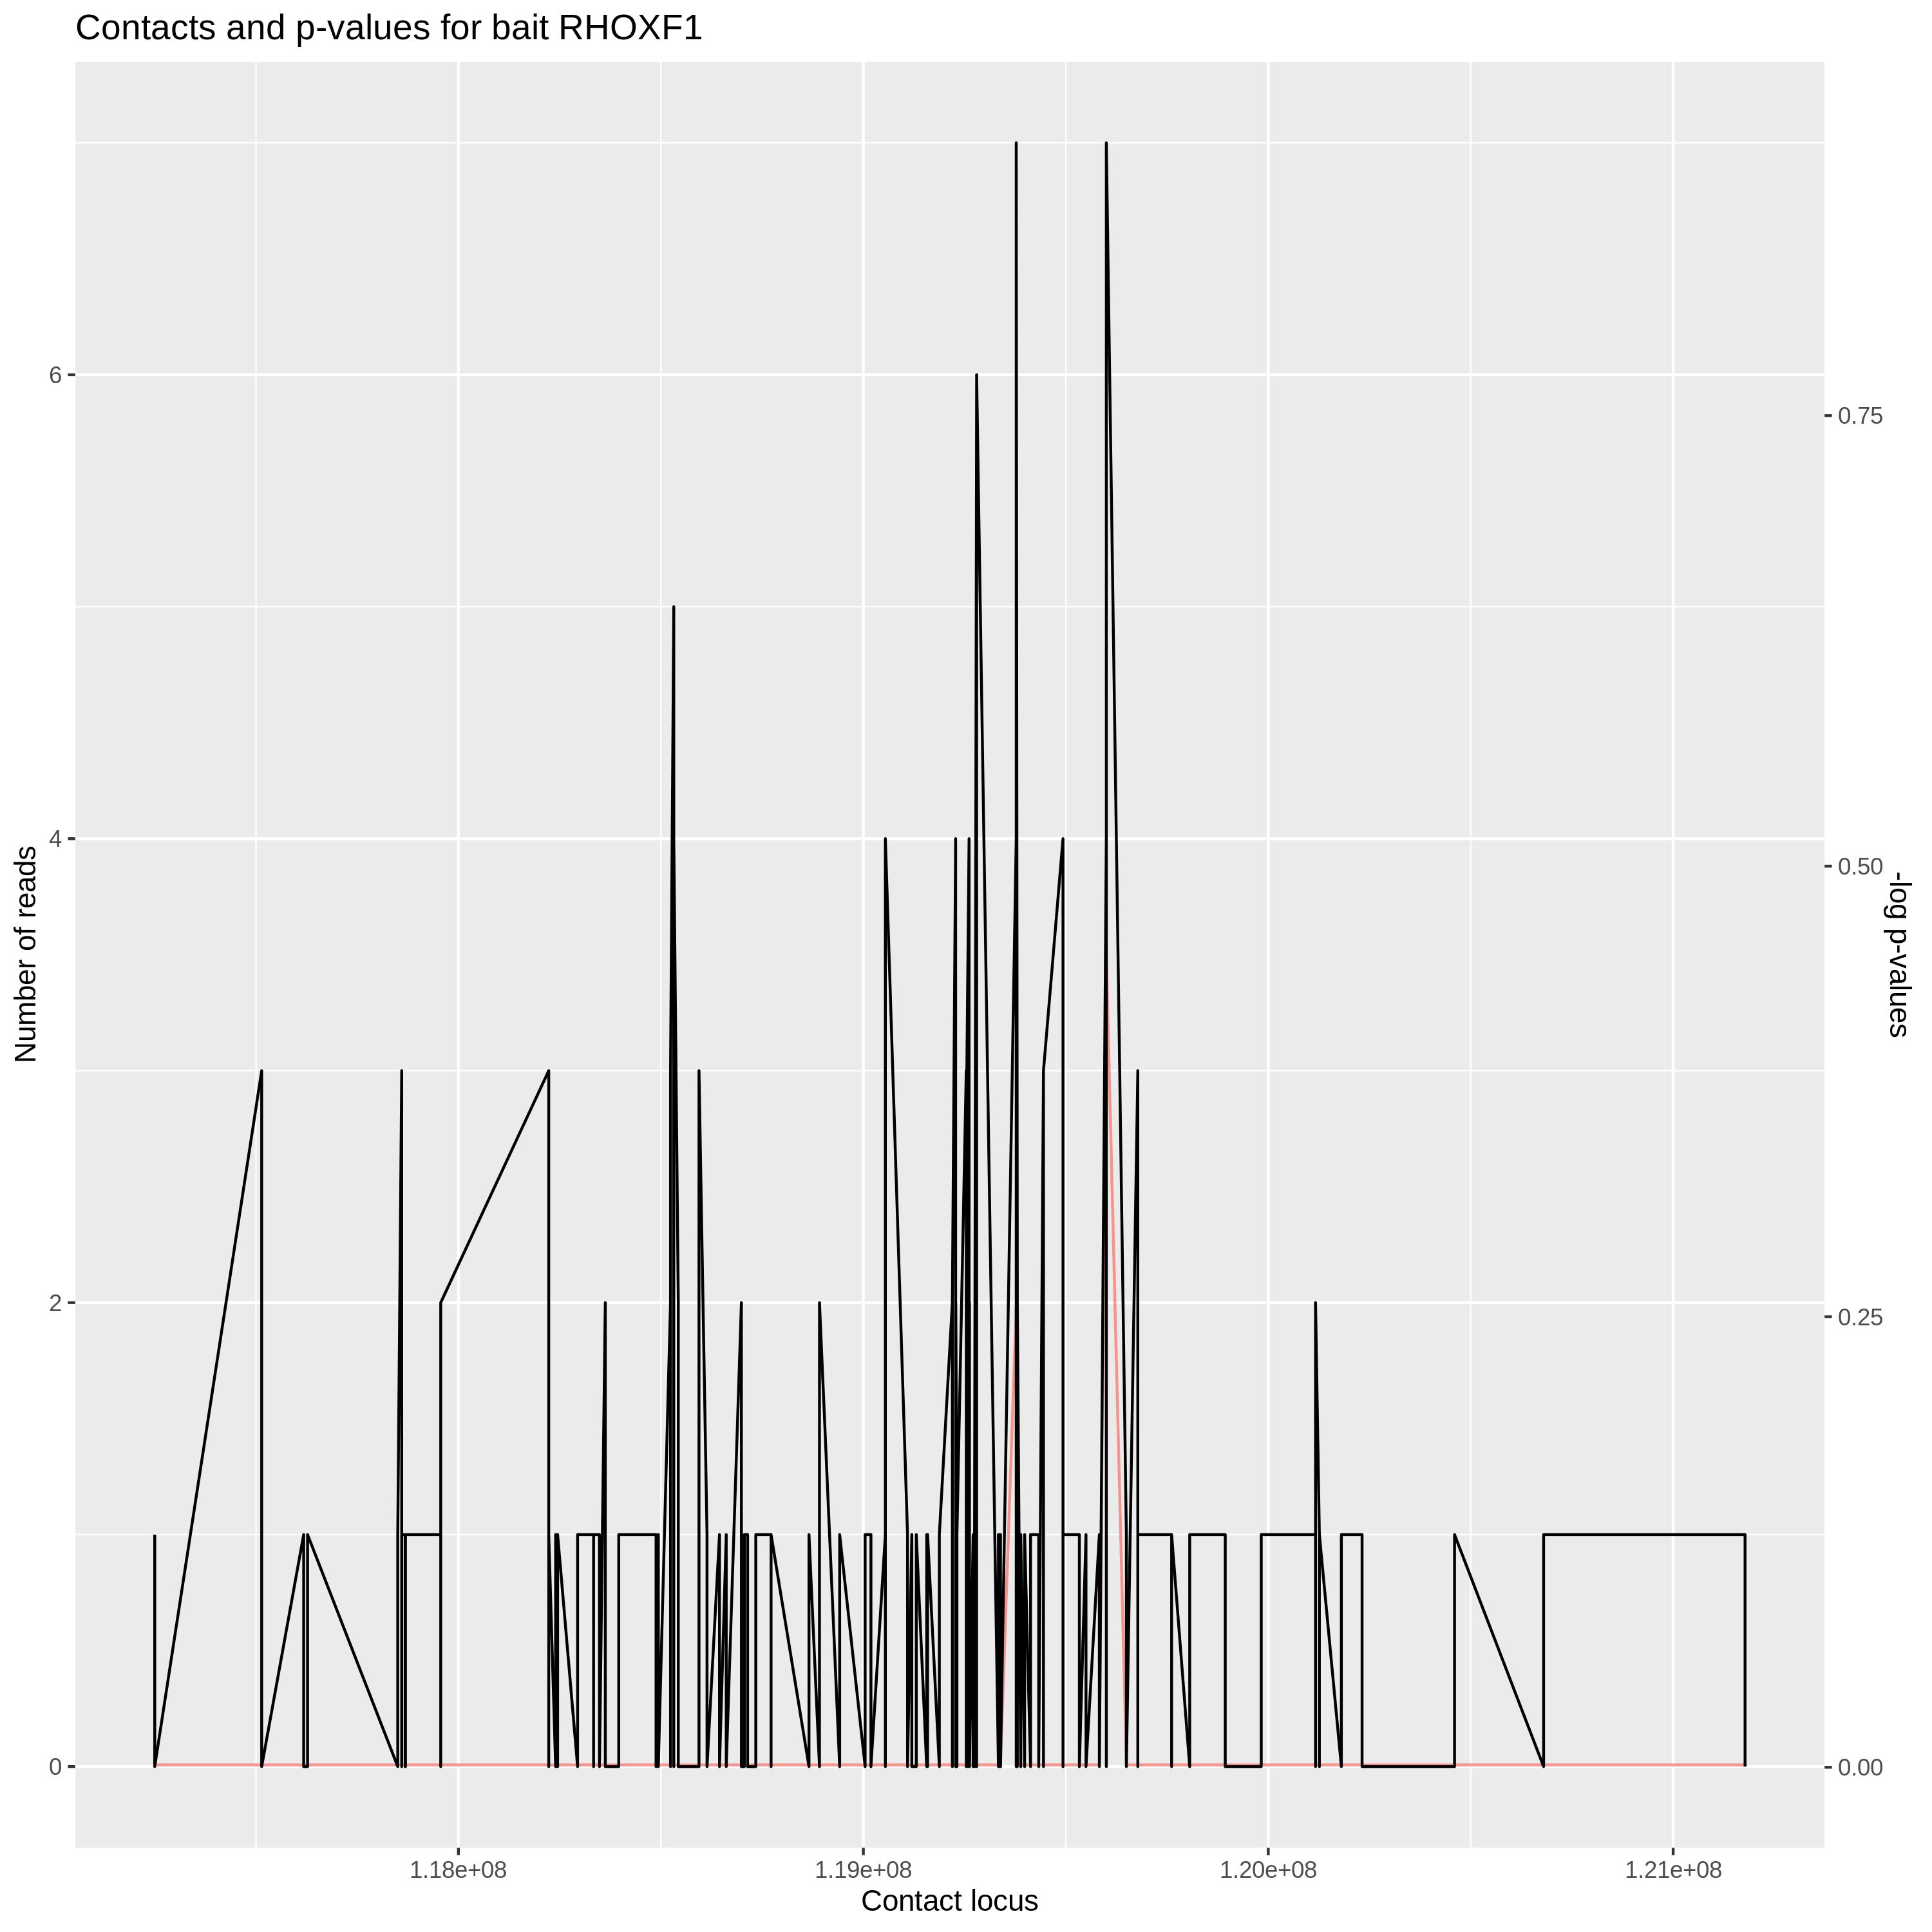 Contacts and p-values for bait RHOXF1
6
4
2
0
Number of reads
0.75
0.50
0.25
0.00
-log p-values
1.18e+08
1.19e+08
1.20e+08
1.21e+08
Contact locus